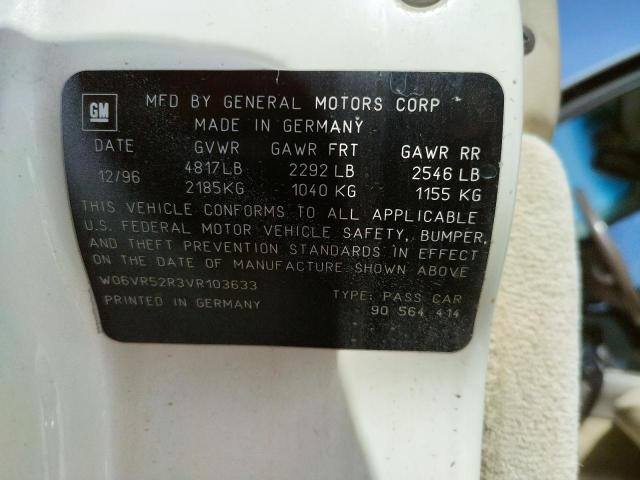 GM
MFD BY GENERAL MOTORS CORP
MADE IN GERMANY
DATE GVWR GAWR FRT GAWR RR
12/96 4817LB 2292 LB 2546 LB
2185KG 1040 KG 1155 KG
THIS VEHICLE CONFORMS TO ALL APPLICABLE
U.S. FEDERAL MOTOR VEHICLE SAFETY, BUMPER,
AND THEFT PREVENTION STANDARDS IN EFFECT
ON THE DATE OF MANUFACTURE SHOWN ABOVE
W06VR52R3VR103633
PRINTED IN GERMANY TYPE: PASS CAR
90 564 414